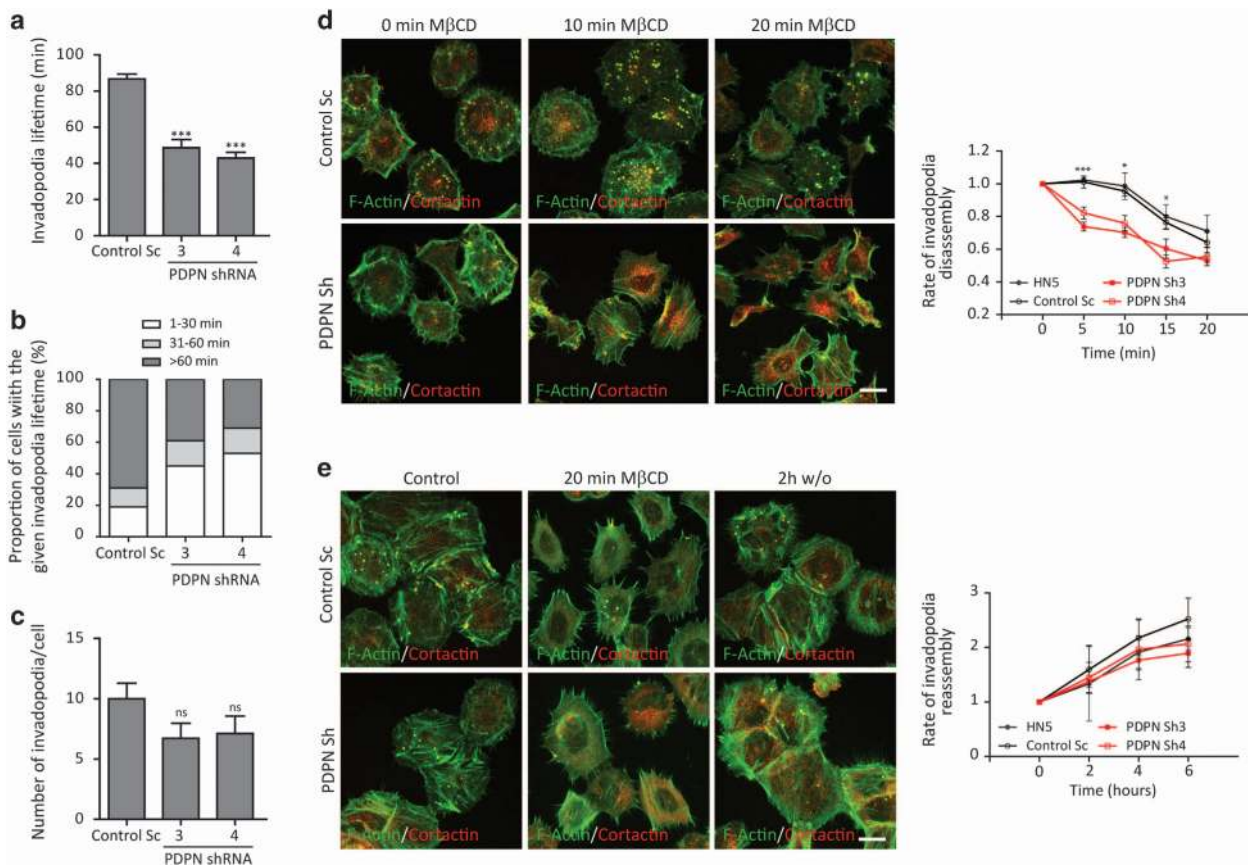 a
Invadopodia lifetime (min)
100
80
60
40
20
0
***
***
Control Sc
3
4
PDPN shRNA
b
1-30 min
31-60 min
>60 min
Proportion of cells wiith the
given invadopodia lifetime (%)
100
80
60
40
20
0
Control Sc
3
4
PDPN shRNA
c
Number of invadopodia/cell
15
10
5
0
ns
ns
Control Sc
3
4
PDPN shRNA
d
0 min MβCD
10 min MβCD
20 min MβCD
Control Sc
F-Actin/Cortactin
F-Actin/Cortactin
F-Actin/Cortactin
PDPN Sh
F-Actin/Cortactin
F-Actin/Cortactin
F-Actin/Cortactin
Rate of invadopodia
disassembly
1.2
1.0
0.8
0.6
0.4
0.2
***
*
*
HN5
Control Sc
PDPN Sh3
PDPN Sh4
0
5
10
15
20
Time (min)
e
Control
20 min MβCD
2h w/o
Control Sc
F-Actin/Cortactin
F-Actin/Cortactin
F-Actin/Cortactin
PDPN Sh
F-Actin/Cortactin
F-Actin/Cortactin
F-Actin/Cortactin
Rate of invadopodia
reassembly
3
2
1
0
HN5
Control Sc
PDPN Sh3
PDPN Sh4
0
2
4
6
Time (hours)